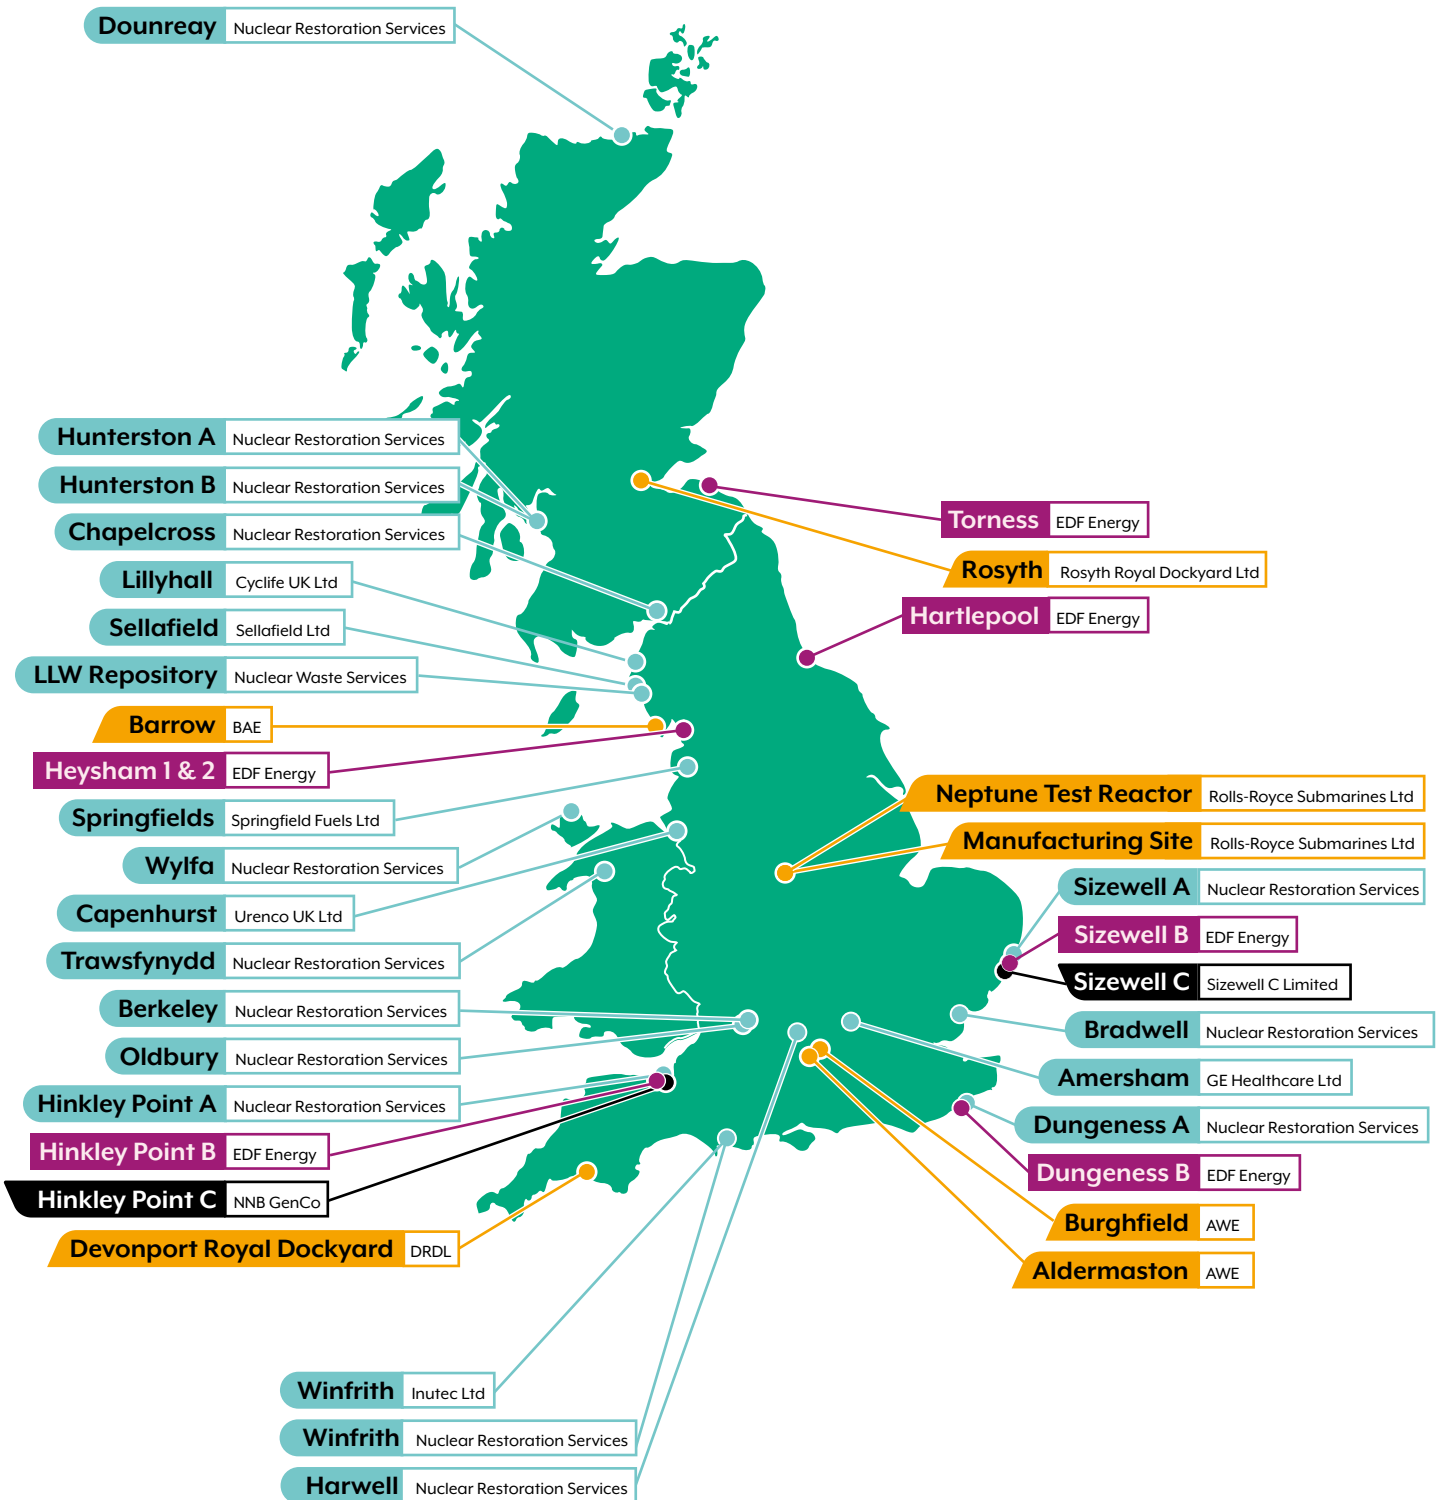 Dounreay Nuclear Restoration Services
Hunterston A Nuclear Restoration Services
Hunterston B Nuclear Restoration Services
Chapelcross Nuclear Restoration Services
Lillyhall Cyclife UK Ltd
Sellafield Sellafield Ltd
LLW Repository Nuclear Waste Services
Barrow BAE
Heysham 1 & 2 EDF Energy
Springfields Springfield Fuels Ltd
Wylfa Nuclear Restoration Services
Capenhurst Urenco UK Ltd
Trawsfynydd Nuclear Restoration Services
Berkeley Nuclear Restoration Services
Oldbury Nuclear Restoration Services
Hinkley Point A Nuclear Restoration Services
Hinkley Point B EDF Energy
Hinkley Point C NNB GenCo
Devonport Royal Dockyard DRDL
Winfrith Inutec Ltd
Winfrith Nuclear Restoration Services
Harwell Nuclear Restoration Services
Torness EDF Energy
Rosyth Rosyth Royal Dockyard Ltd
Hartlepool EDF Energy
Neptune Test Reactor Rolls-Royce Submarines Ltd
Manufacturing Site Rolls-Royce Submarines Ltd
Sizewell A Nuclear Restoration Services
Sizewell B EDF Energy
Sizewell C Sizewell C Limited
Bradwell Nuclear Restoration Services
Amersham GE Healthcare Ltd
Dungeness A Nuclear Restoration Services
Dungeness B EDF Energy
Burghfield AWE
Aldermaston AWE